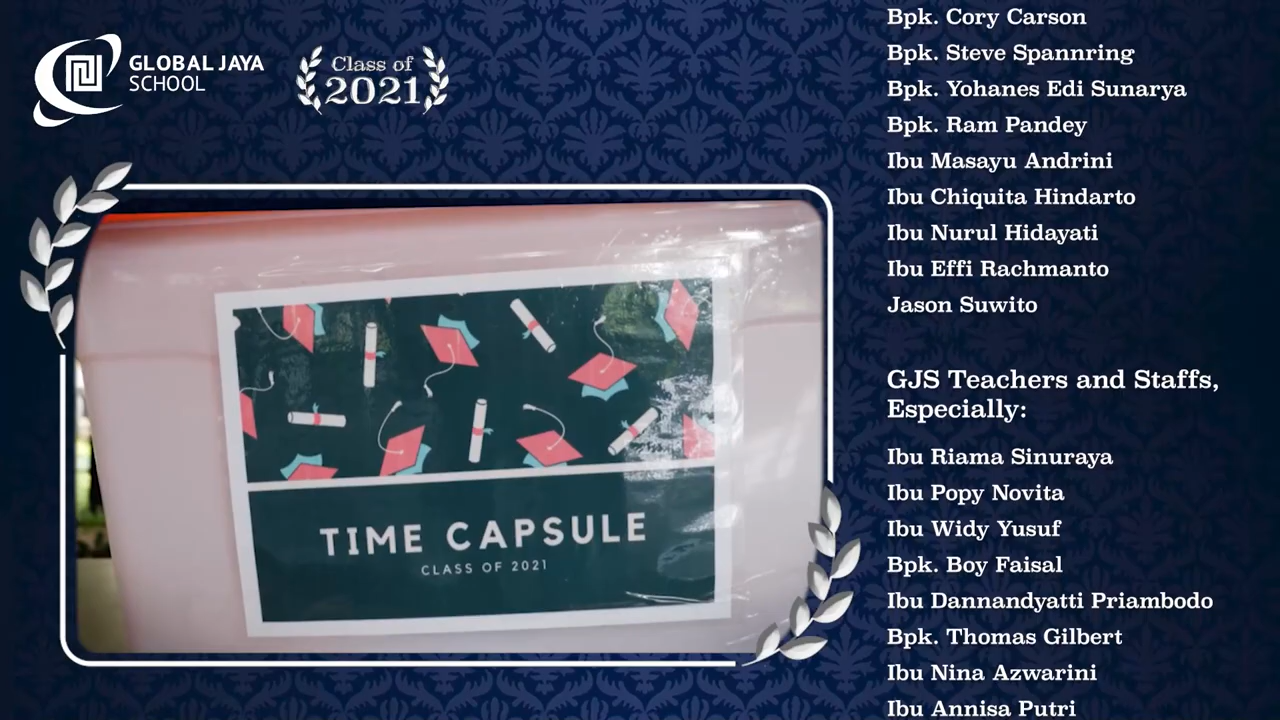 GLOBAL JAYA
SCHOOL
Class of
2021
TIME CAPSULE
CLASS OF 2021
Bpk. Cory Carson
Bpk. Steve Spannring
Bpk. Yohanes Edi Sunarya
Bpk. Ram Pandey
Ibu Masayu Andrini
Ibu Chiquita Hindarto
Ibu Nurul Hidayati
Ibu Effi Rachmanto
Jason Suwito
GJS Teachers and Staffs,
Especially:
Ibu Riama Sinuraya
Ibu Popy Novita
Ibu Widy Yusuf
Bpk. Boy Faisal
Ibu Dannandyatti Priambodo
Bpk. Thomas Gilbert
Ibu Nina Azwarini
Ibu Annisa Putri